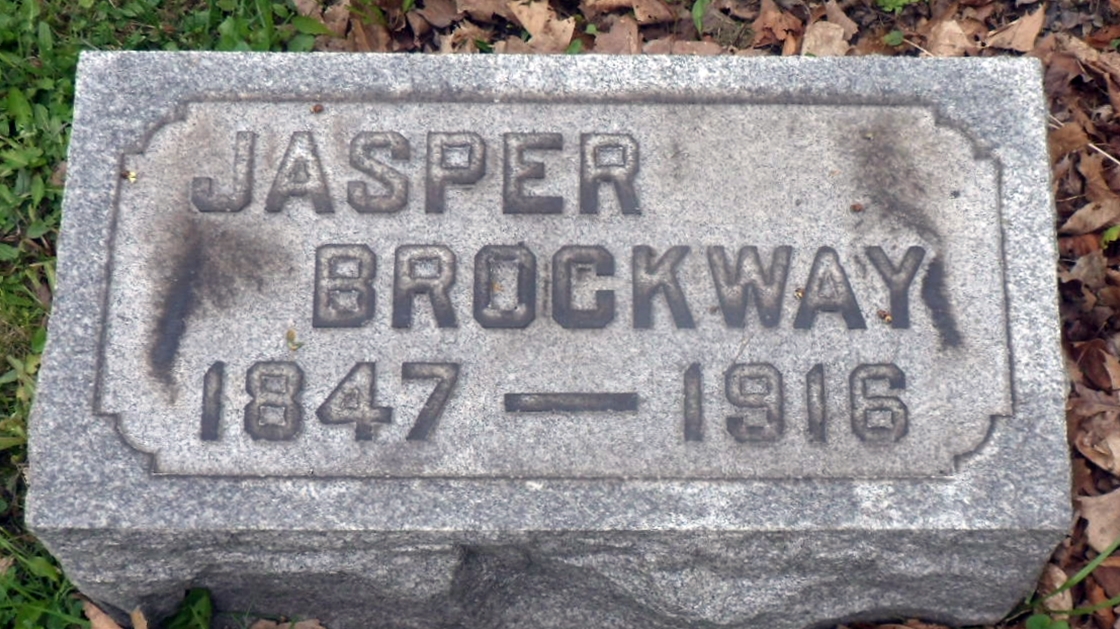 JASPER
BROCKWAY
1847 — 1916